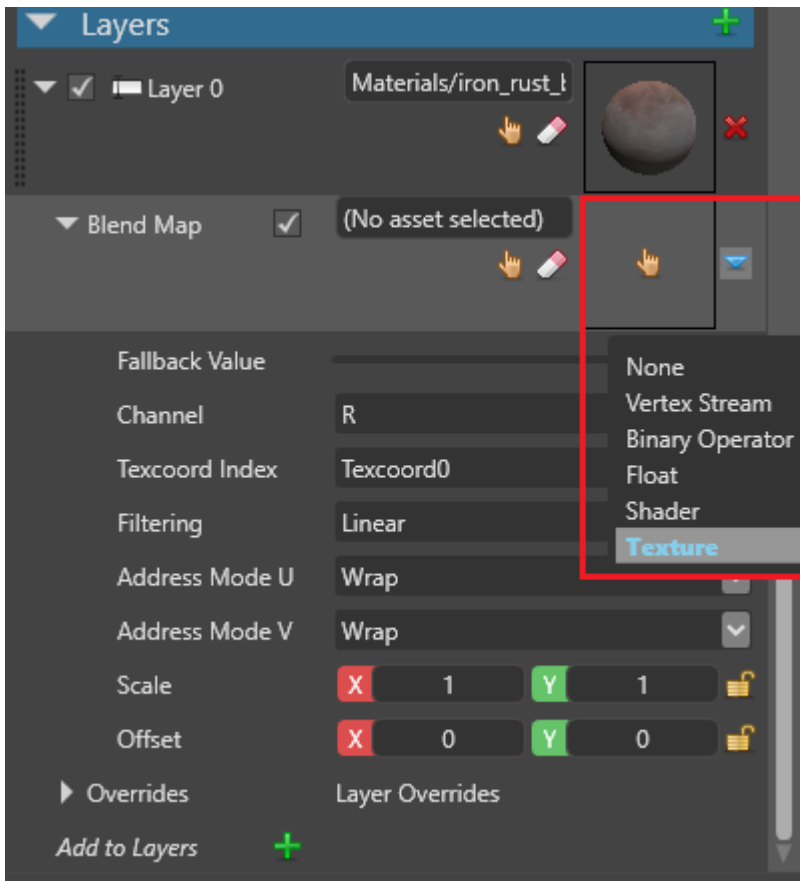 Layers
Layer 0
Materials/iron_rust_
Blend Map
(No asset selected)
Fallback Value
None
Vertex Stream
Channel
R
Binary Operator
Texcoord Index
Texcoord0
Float
Shader
Filtering
Linear
Texture
Address Mode U
Wrap
Address Mode V
Wrap
Scale
X
1
Y
1
Offset
X
0
Y
0
Overrides
Layer Overrides
Add to Layers